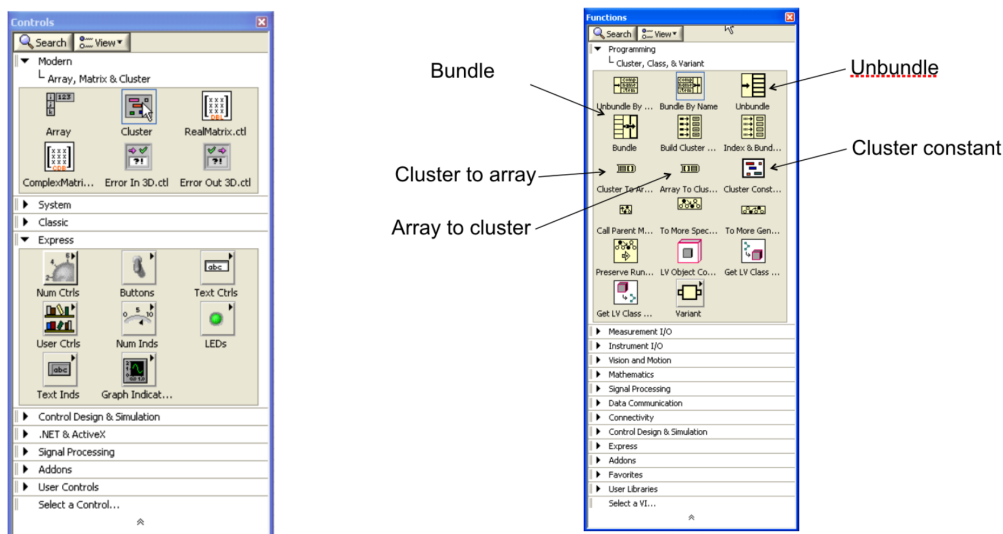 Controls
Search View
Modern
Array, Matrix & Cluster
Array Cluster RealMatrix.ctl
ComplexMatri... Error In 3D.ctl Error Out 3D.ctl
System
Classic
Express
Num Ctrls Buttons Text Ctrls
User Ctrls Num Inds LEDs
Text Inds Graph Indicat...
Control Design & Simulation
.NET & ActiveX
Signal Processing
Addons
User Controls
Select a Control...
Bundle
Cluster to array
Array to cluster
Functions
Search View
Programming
Cluster, Class, & Variant
Unbundle By ... Bundle By Name Unbundle
Bundle Build Cluster ... Index & Bund...
Cluster To Ar... Array To Clus... Cluster Const...
Call Parent M... To More Spec... To More Gen...
Preserve Run... LV Object Co... Get LV Class ...
Get LV Class ... Variant
Measurement I/O
Instrument I/O
Vision and Motion
Mathematics
Signal Processing
Data Communication
Connectivity
Control Design & Simulation
Express
Addons
Favorites
User Libraries
Select a VI...
Unbundle
Cluster constant